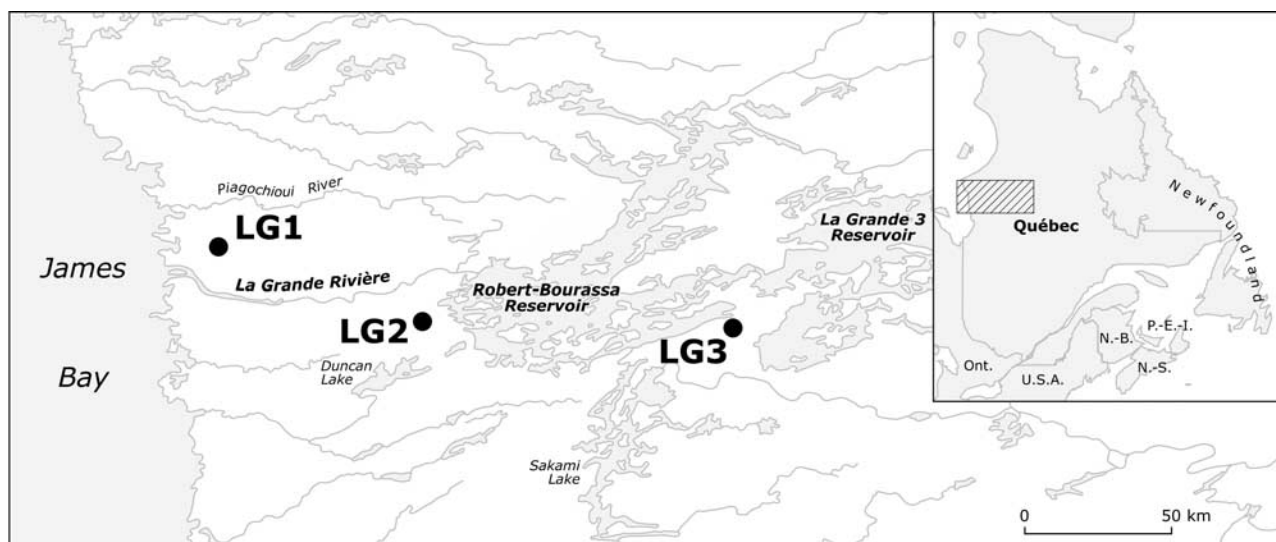 Piagochioui River
LG1
James
Bay
La Grande Rivière
LG2
Duncan
Lake
Robert-Bourassa
Reservoir
La Grande 3
Reservoir
LG3
Sakami
Lake
0 50 km
Québec
Newfoundland
Ont.
U.S.A.
N.-B.
P.-E.-I.
N.-S.